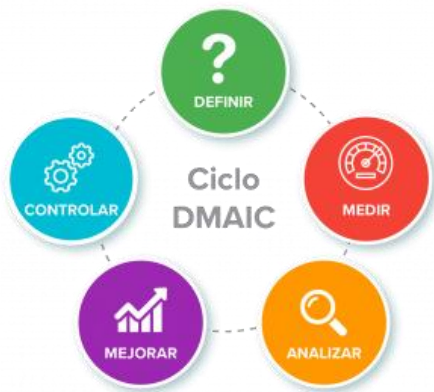 ?
DEFINIR
Ciclo
DMAIC
MEDIR
ANALIZAR
MEJORAR
CONTROLAR